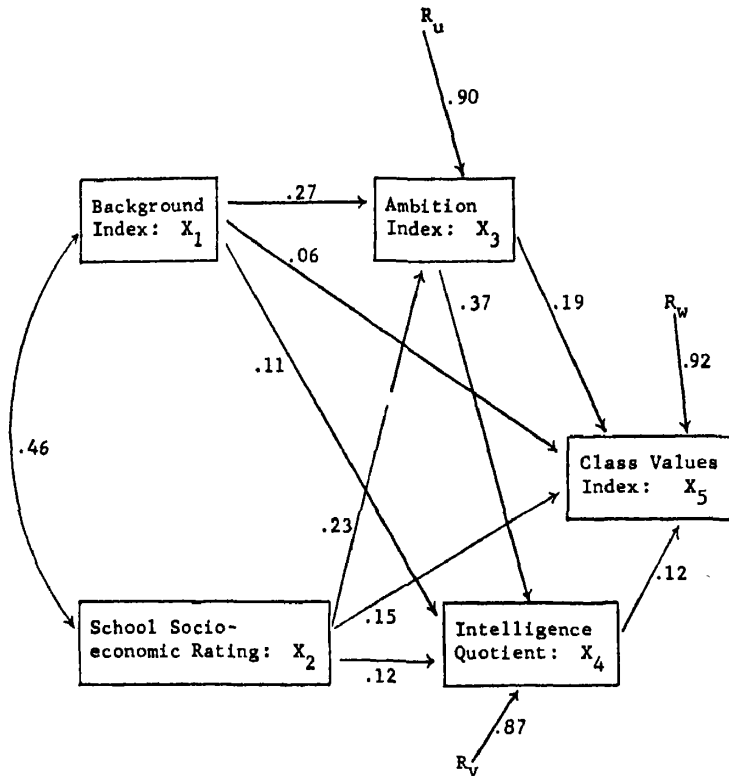 R_u
.90
Background
Index: X_1
.27
Ambition
Index: X_3
.06
.37
.19
R_w
.11
.92
.46
Class Values
Index: X_5
.23
.12
School Socio-
economic Rating: X_2
.15
Intelligence
Quotient: X_4
.12
.87
R_v